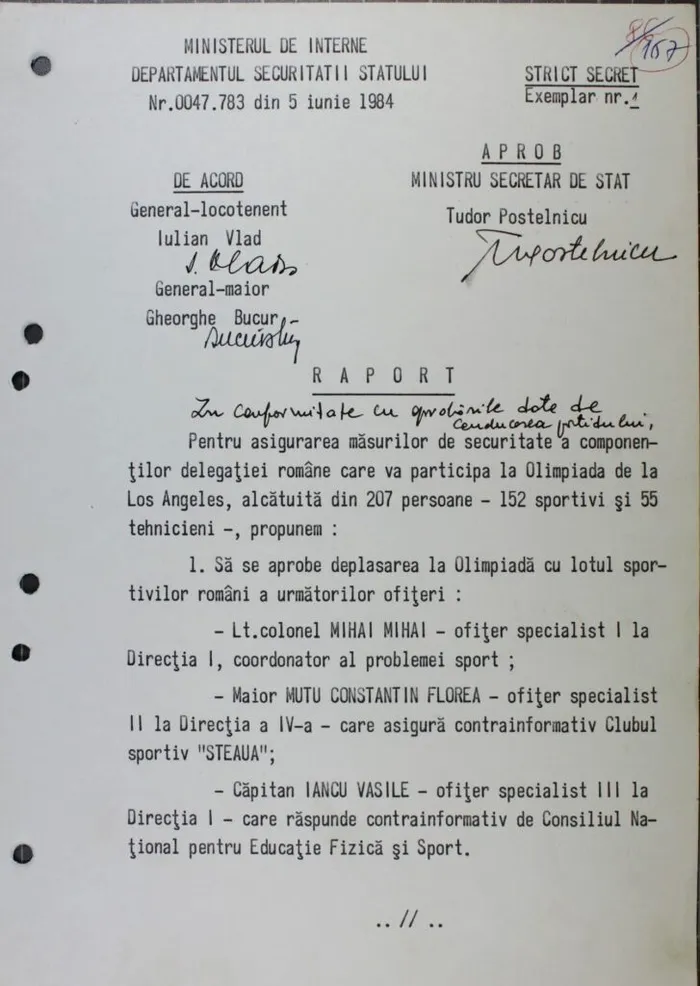 167
MINISTERUL DE INTERNE
DEPARTAMENTUL SECURITATII STATULUI
Nr.0047.783 din 5 iunie 1984
STRICT SECRET
Exemplar nr.1
APROB
MINISTRU SECRETAR DE STAT
Tudor Postelnicu
DE ACORD
General-locotenent
Iulian Vlad
General-maior
Gheorghe Bucur
RAPORT
In conformitate cu aprobările date de
conducerea partidului,
Pentru asigurarea măsurilor de securitate a componen-
ţilor delegaţiei române care va participa la Olimpiada de la
Los Angeles, alcătuită din 207 persoane - 152 sportivi şi 55
tehnicieni -, propunem :
1. Să se aprobe deplasarea la Olimpiadă cu lotul spor-
tivilor români a următorilor ofiţeri :
- Lt.colonel MIHAI MIHAI - ofiţer specialist I la
Direcţia I, coordonator al problemei sport ;
- Maior MUTU CONSTANTIN FLOREA - ofiţer specialist
II la Direcţia a IV-a - care asigură contrainformativ Clubul
sportiv "STEAUA";
- Căpitan IANCU VASILE - ofiţer specialist III la
Direcţia I - care răspunde contrainformativ de Consiliul Na-
ţional pentru Educaţie Fizică şi Sport.
.. // ..